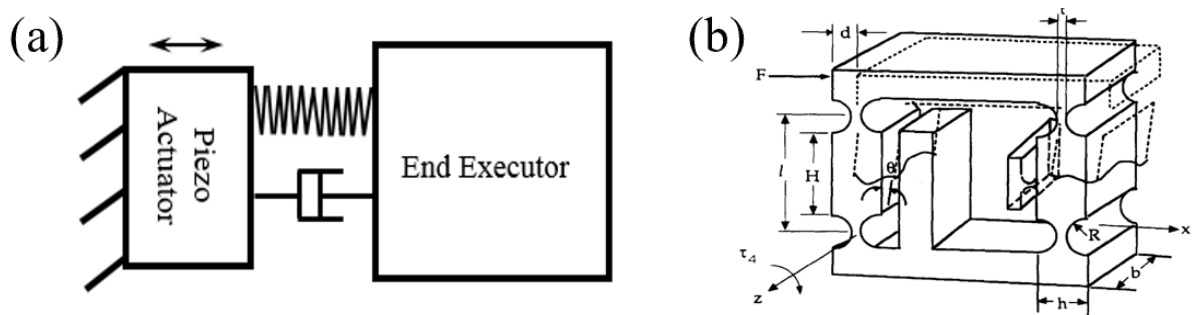 (a)
Piezo
Actuator
End Executor
(b)
d
t
F
l
H
θ
R
x
τ4
z
b
h